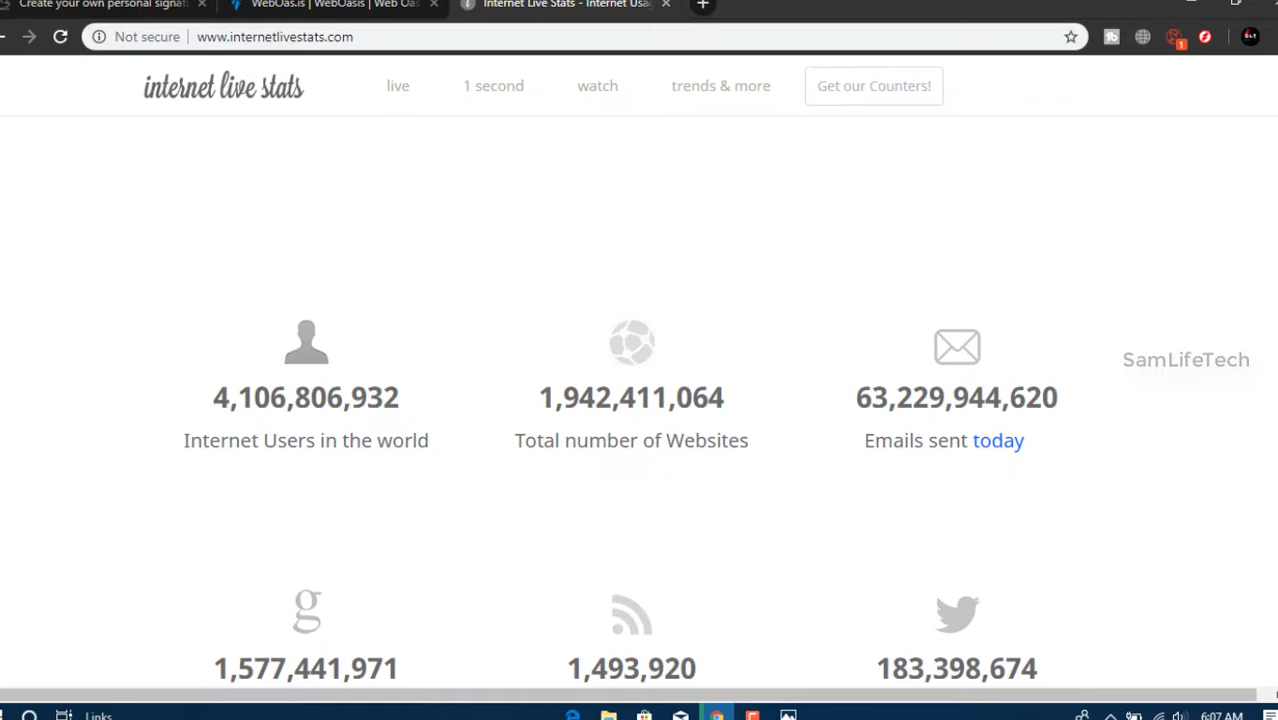 Create your own personal signat
WebOas.is | WebOasis | Web Oas
Internet Live Stats - Internet Usag
Not secure | www.internetlivestats.com
internet live stats
live
1 second
watch
trends & more
Get our Counters!
4,106,806,932
Internet Users in the world
1,942,411,064
Total number of Websites
63,229,944,620
Emails sent today
SamLifeTech
1,577,441,971
1,493,920
183,398,674
Links
6:07 AM